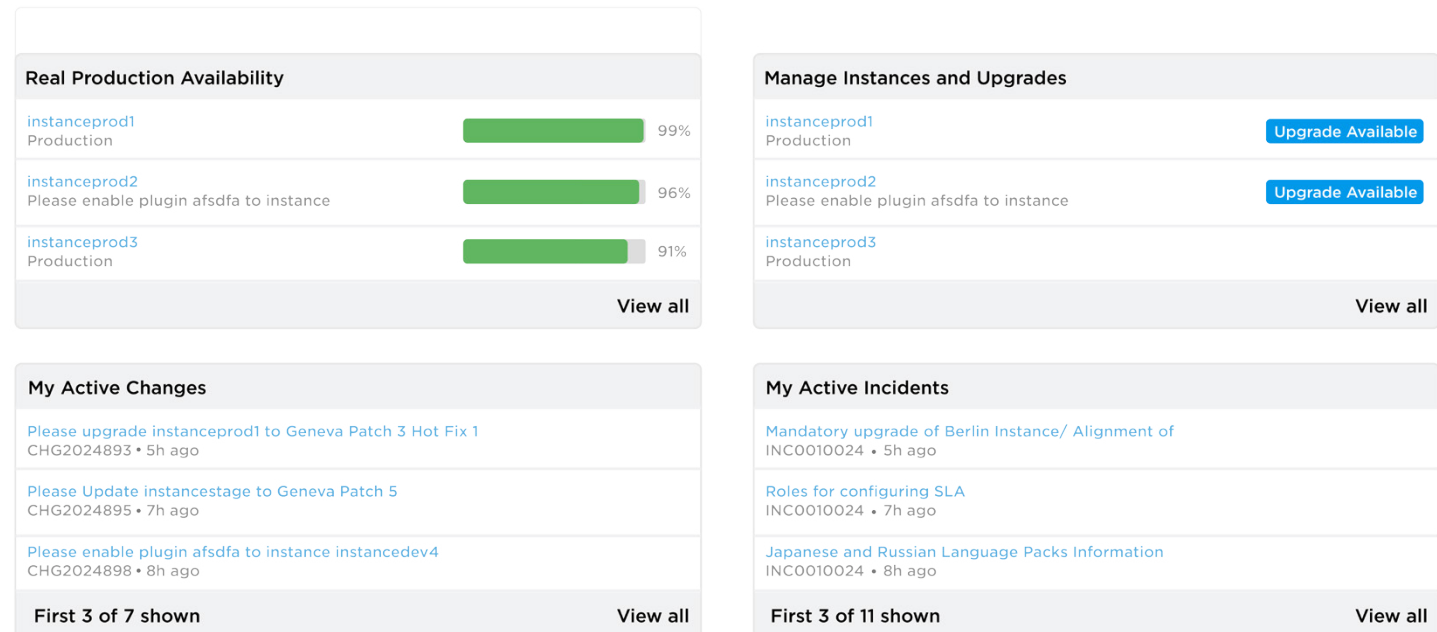 Real Production Availability
instanceprod1
Production
99%
instanceprod2
Please enable plugin afsdfa to instance
96%
instanceprod3
Production
91%
View all
Manage Instances and Upgrades
instanceprod1
Production
Upgrade Available
instanceprod2
Please enable plugin afsdfa to instance
Upgrade Available
instanceprod3
Production
View all
My Active Changes
Please upgrade instanceprod1 to Geneva Patch 3 Hot Fix 1
CHG2024893 • 5h ago
Please Update instancestage to Geneva Patch 5
CHG2024895 • 7h ago
Please enable plugin afsdfa to instance instancedev4
CHG2024898 • 8h ago
First 3 of 7 shown
View all
My Active Incidents
Mandatory upgrade of Berlin Instance/ Alignment of
INC0010024 • 5h ago
Roles for configuring SLA
INC0010024 • 7h ago
Japanese and Russian Language Packs Information
INC0010024 • 8h ago
First 3 of 11 shown
View all